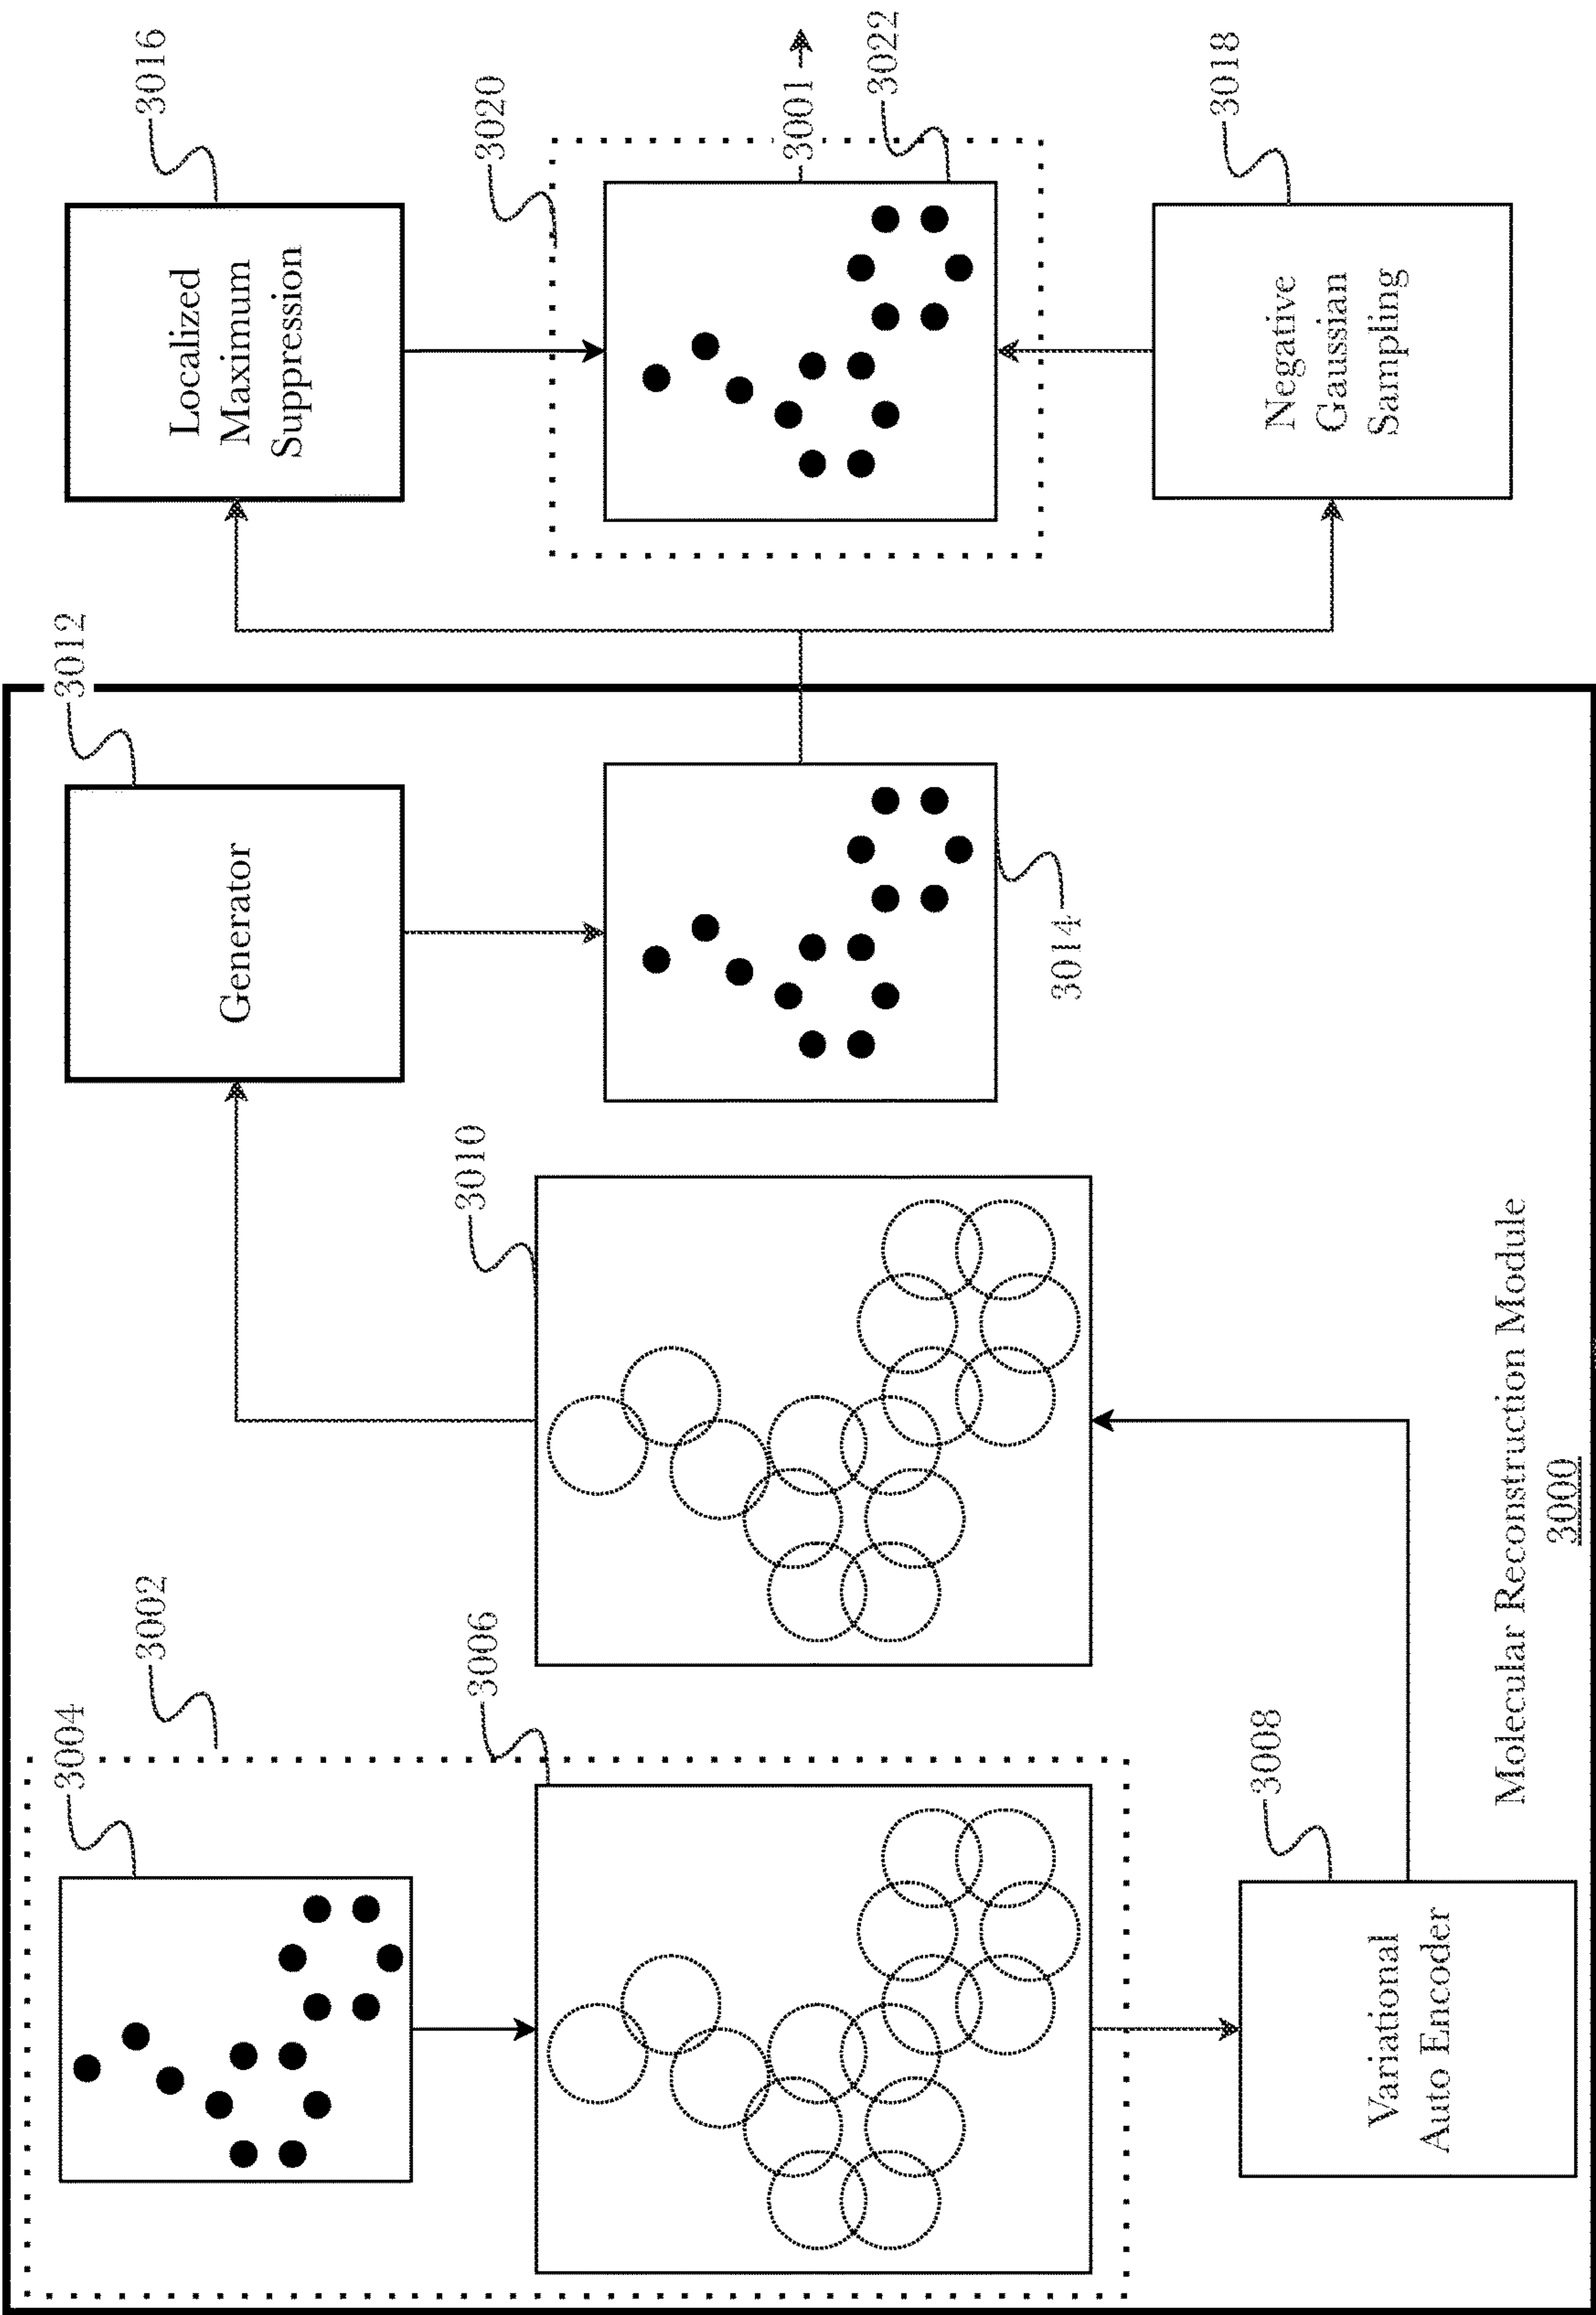 3004
3002
3006
3008
Variational
Auto Encoder
3010
3012
Generator
3014
3016
Localized
Maximum
Suppression
3020
3001
3022
3018
Negative
Gaussian
Sampling
Molecular Reconstruction Module
3000